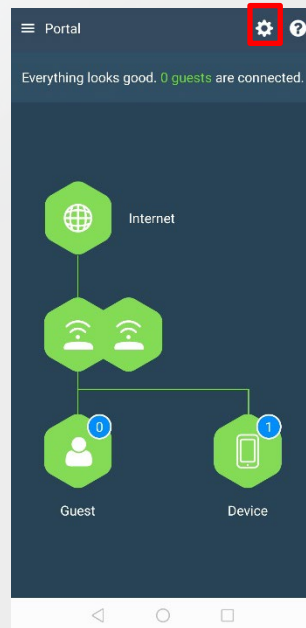 Portal
?
Everything looks good. 0 guests are connected.
Internet
0
1
Guest
Device